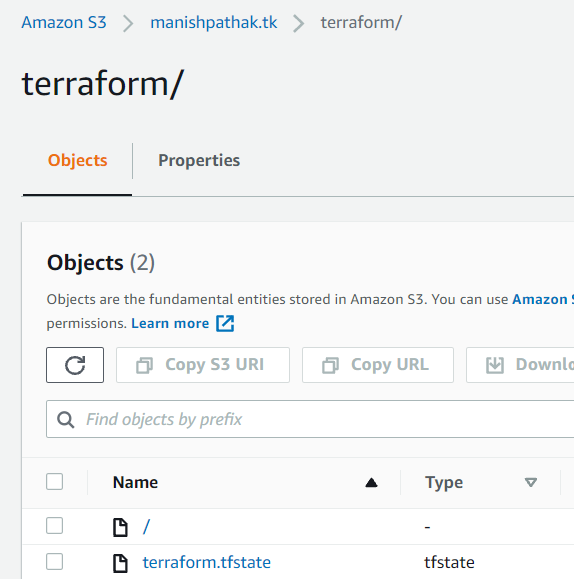 Amazon S3 > manishpathak.tk > terraform/
terraform/
Objects Properties
Objects (2)
Objects are the fundamental entities stored in Amazon S3. You can use Amazon S
permissions. Learn more
Copy S3 URI Copy URL Downlo
Find objects by prefix
Name Type
/ -
terraform.tfstate tfstate